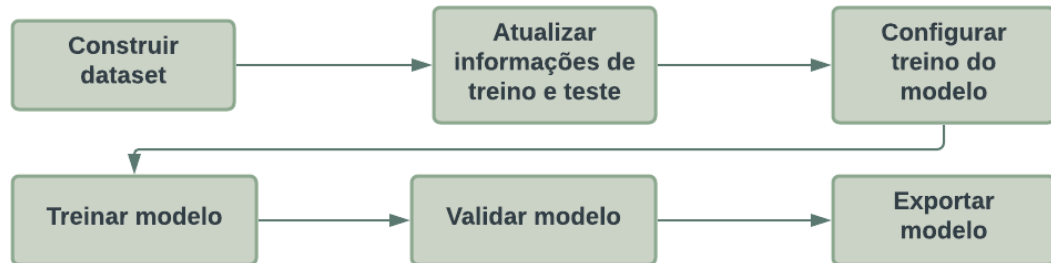 Construir
dataset
Atualizar
informações de
treino e teste
Configurar
treino do
modelo
Treinar modelo
Validar modelo
Exportar
modelo